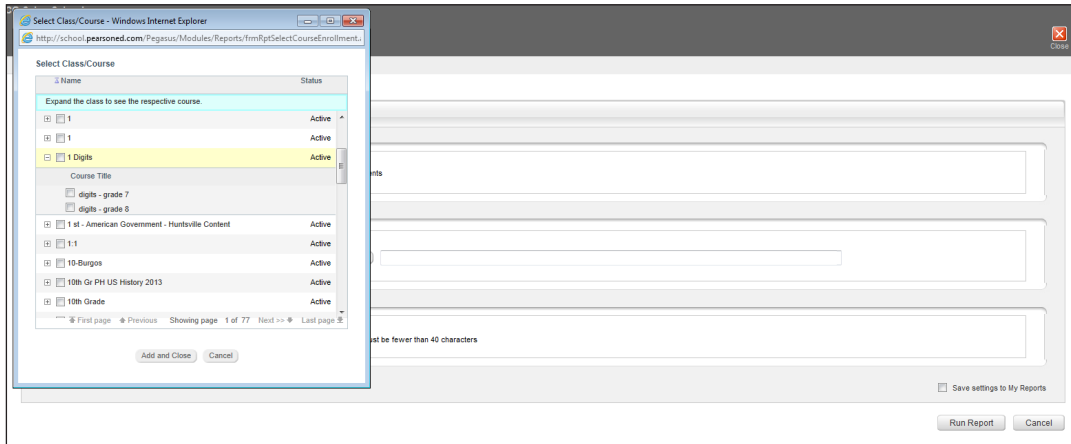 Select Class/Course - Windows Internet Explorer
http://school.pearsoned.com/Pegasus/Modules/Reports/frmRptSelectCourseEnrollment.
Close
Select Class/Course
Name Status
Expand the class to see the respective course.
1 Active
1 Active
1 Digits Active
Course Title
digits - grade 7
digits - grade 8
1 st - American Government - Huntsville Content Active
1:1 Active
10-Burgos Active
10th Gr PH US History 2013 Active
10th Grade Active
First page Previous Showing page 1 of 77 Next >> Last page
Add and Close Cancel
nts
st be fewer than 40 characters
Save settings to My Reports
Run Report Cancel